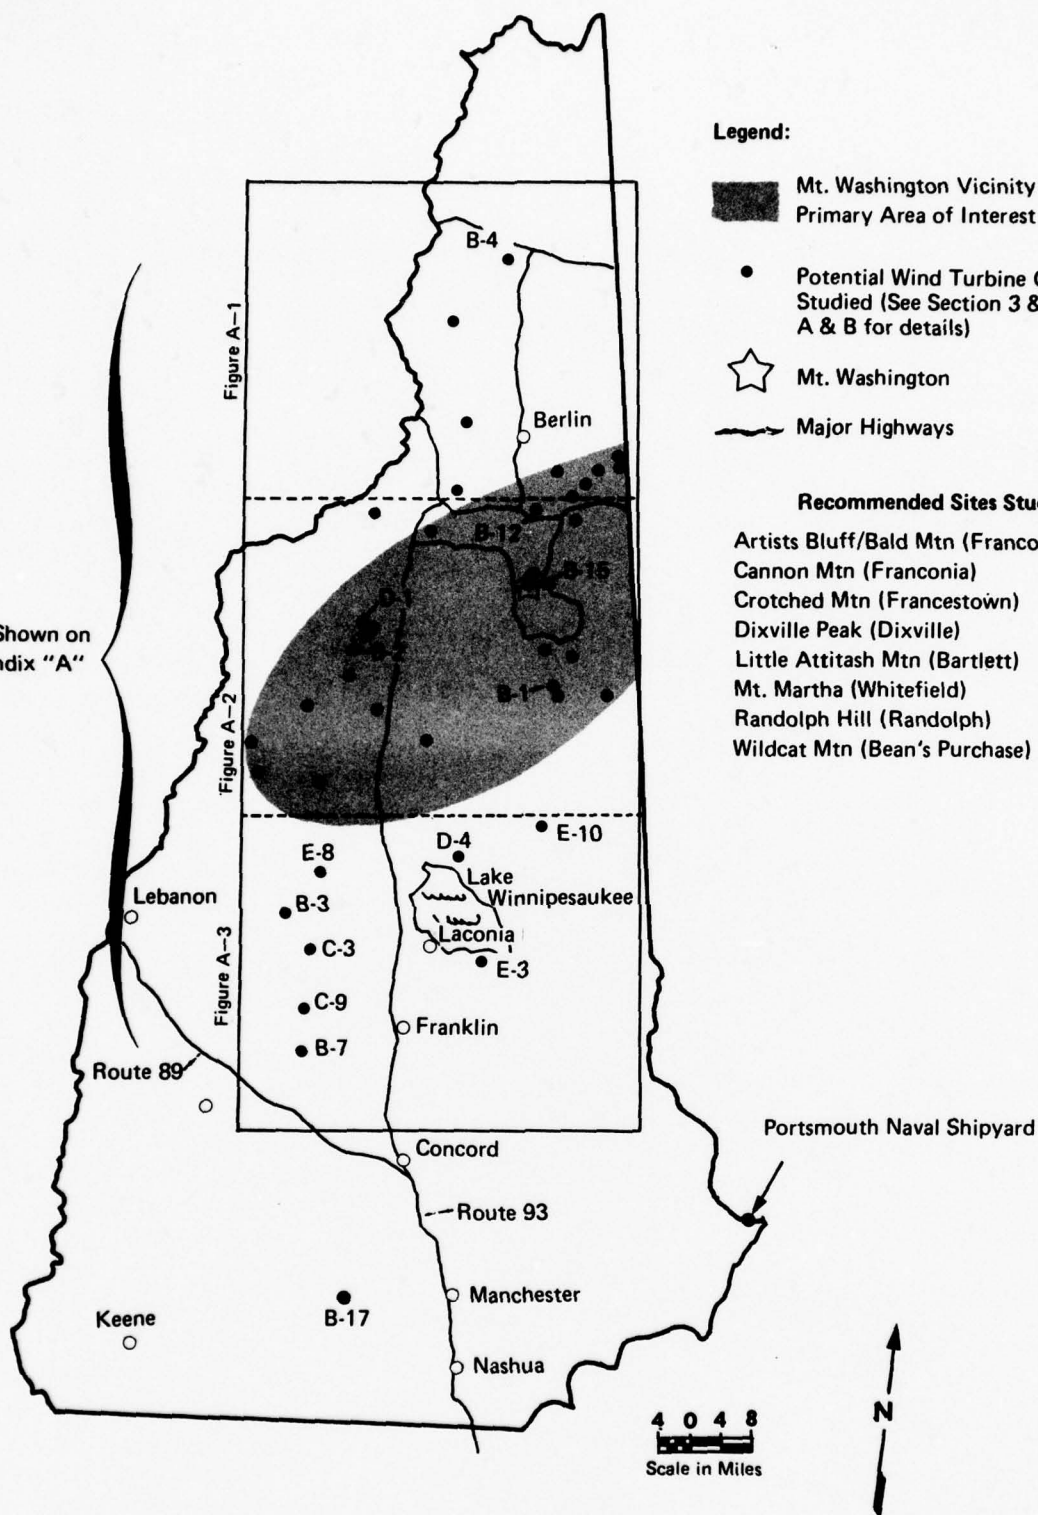 Legend:
Mt. Washington Vicinity
Primary Area of Interest
Potential Wind Turbine
Studied (See Section 3 &
A & B for details)
Mt. Washington
Major Highways
Recommended Sites
Artists Bluff/Bald Mtn
Cannon Mtn (Franconia)
Crotched Mtn (Francestown)
Dixville Peak (Dixville)
Little Attitash Mtn (Bartlett)
Mt. Martha (Whitefield)
Randolph Hill (Randolph)
Wildcat Mtn (Bean's Purchase)
Figure A-1
B-4
Berlin
B-12
B-15
D-1
Shown on
"A"
B-1
Figure A-2
E-10
D-4
E-8
Lake
Winnipesaukee
Lebanon
B-3
Laconia
C-3
E-3
Figure A-3
C-9
Franklin
B-7
Route 89
Portsmouth Naval Shipyard
Concord
Route 93
Manchester
Keene
B-17
Nashua
4 0 4 8
Scale in Miles
N